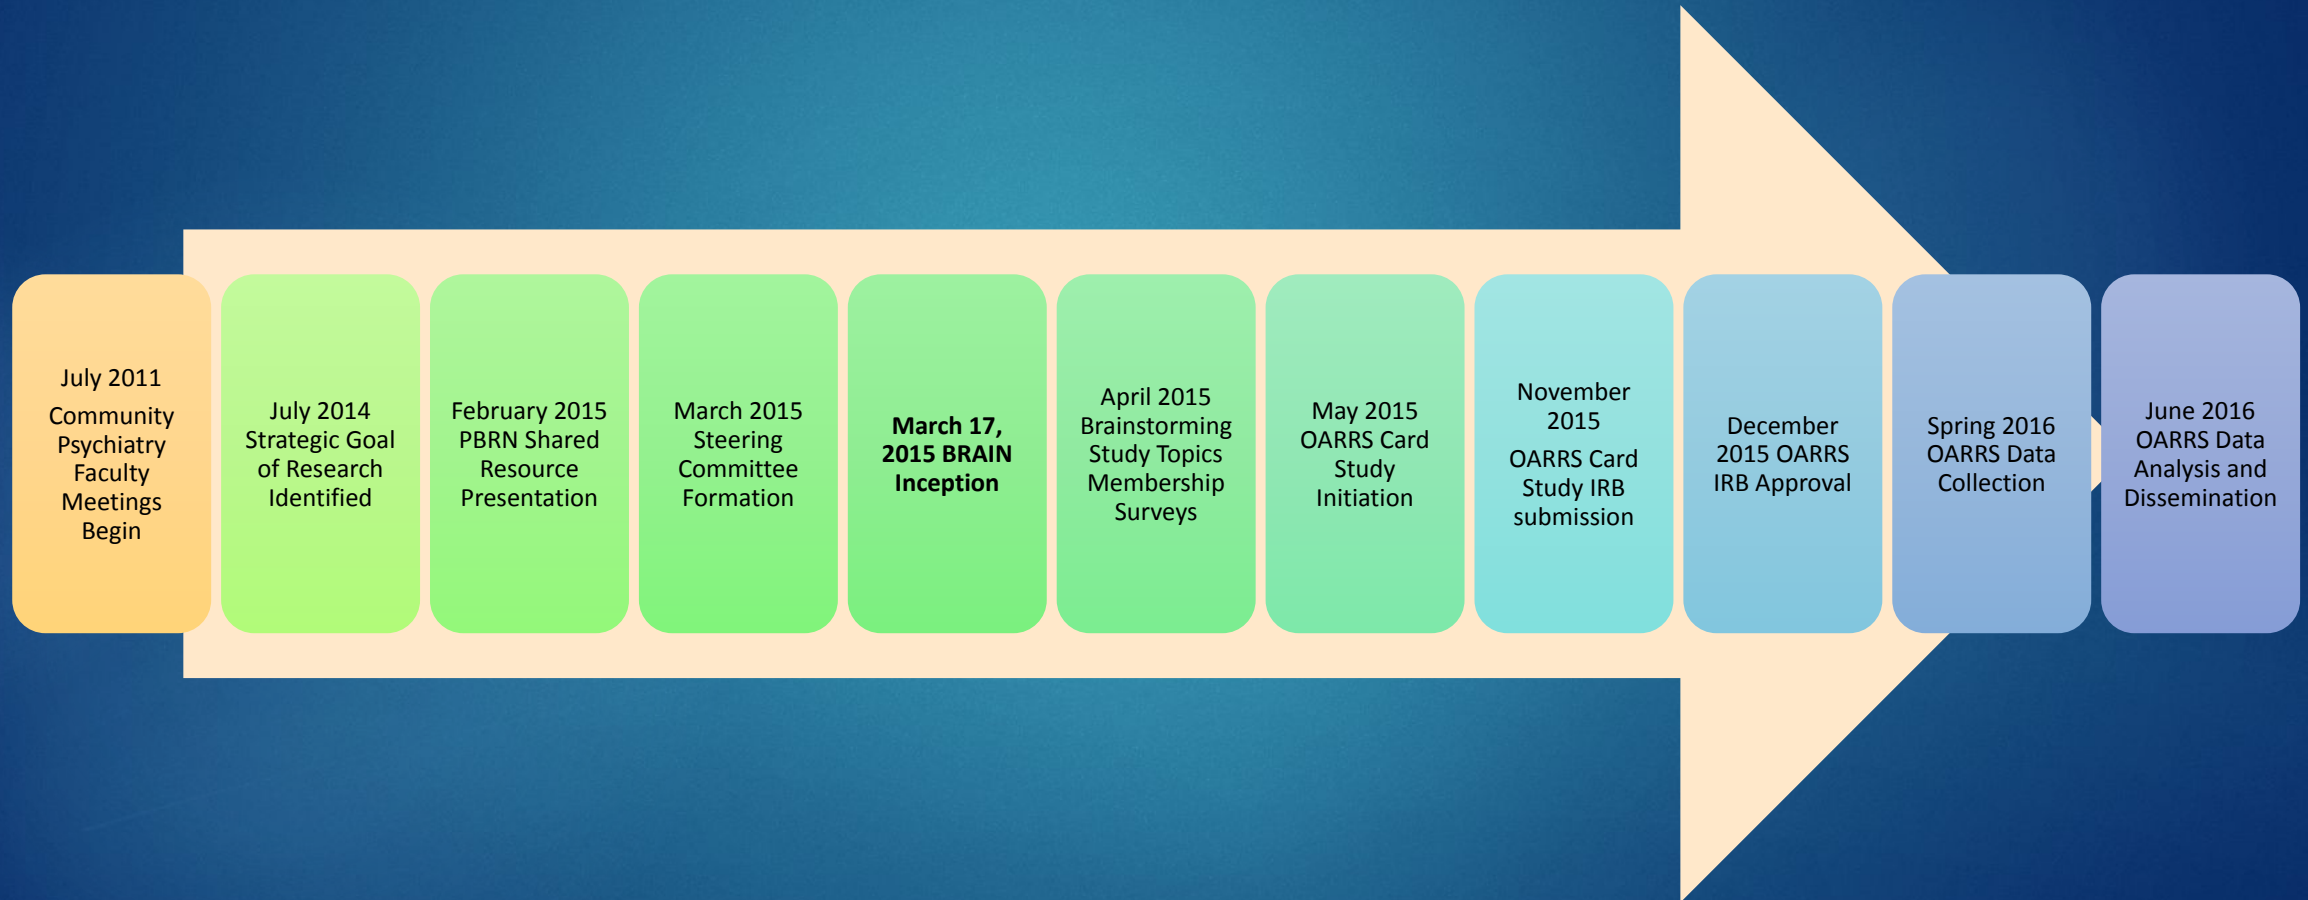 July 2011
Community
Psychiatry
Faculty
Meetings
Begin
July 2014
Strategic Goal
of Research
Identified
February 2015
PBRN Shared
Resource
Presentation
March 2015
Steering
Committee
Formation
March 17,
2015 BRAIN
Inception
April 2015
Brainstorming
Study Topics
Membership
Surveys
May 2015
OARRS Card
Study
Initiation
November
2015
OARRS Card
Study IRB
submission
December
2015 OARRS
IRB Approval
Spring 2016
OARRS Data
Collection
June 2016
OARRS Data
Analysis and
Dissemination